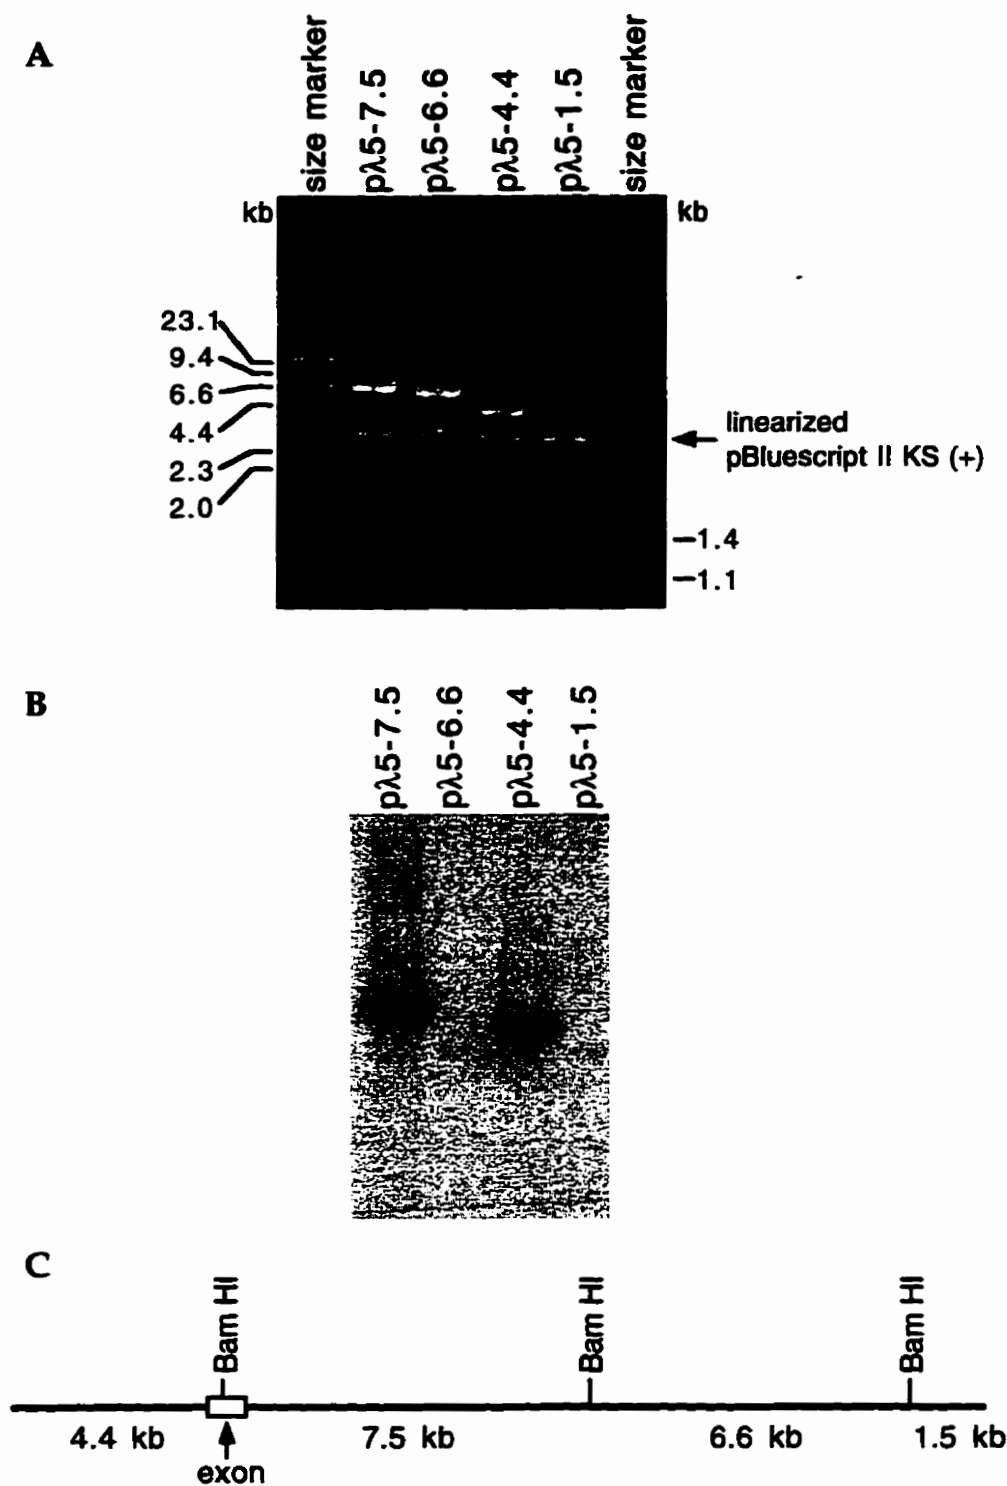 A
size marker
pλ5-7.5
pλ5-6.6
pλ5-4.4
pλ5-1.5
size marker
kb
kb
23.1
9.4
6.6
4.4
2.3
2.0
linearized
pBluescript II KS (+)
1.4
1.1
B
pλ5-7.5
pλ5-6.6
pλ5-4.4
pλ5-1.5
C
Bam HI
Bam HI
Bam HI
4.4 kb
7.5 kb
6.6 kb
1.5 kb
exon